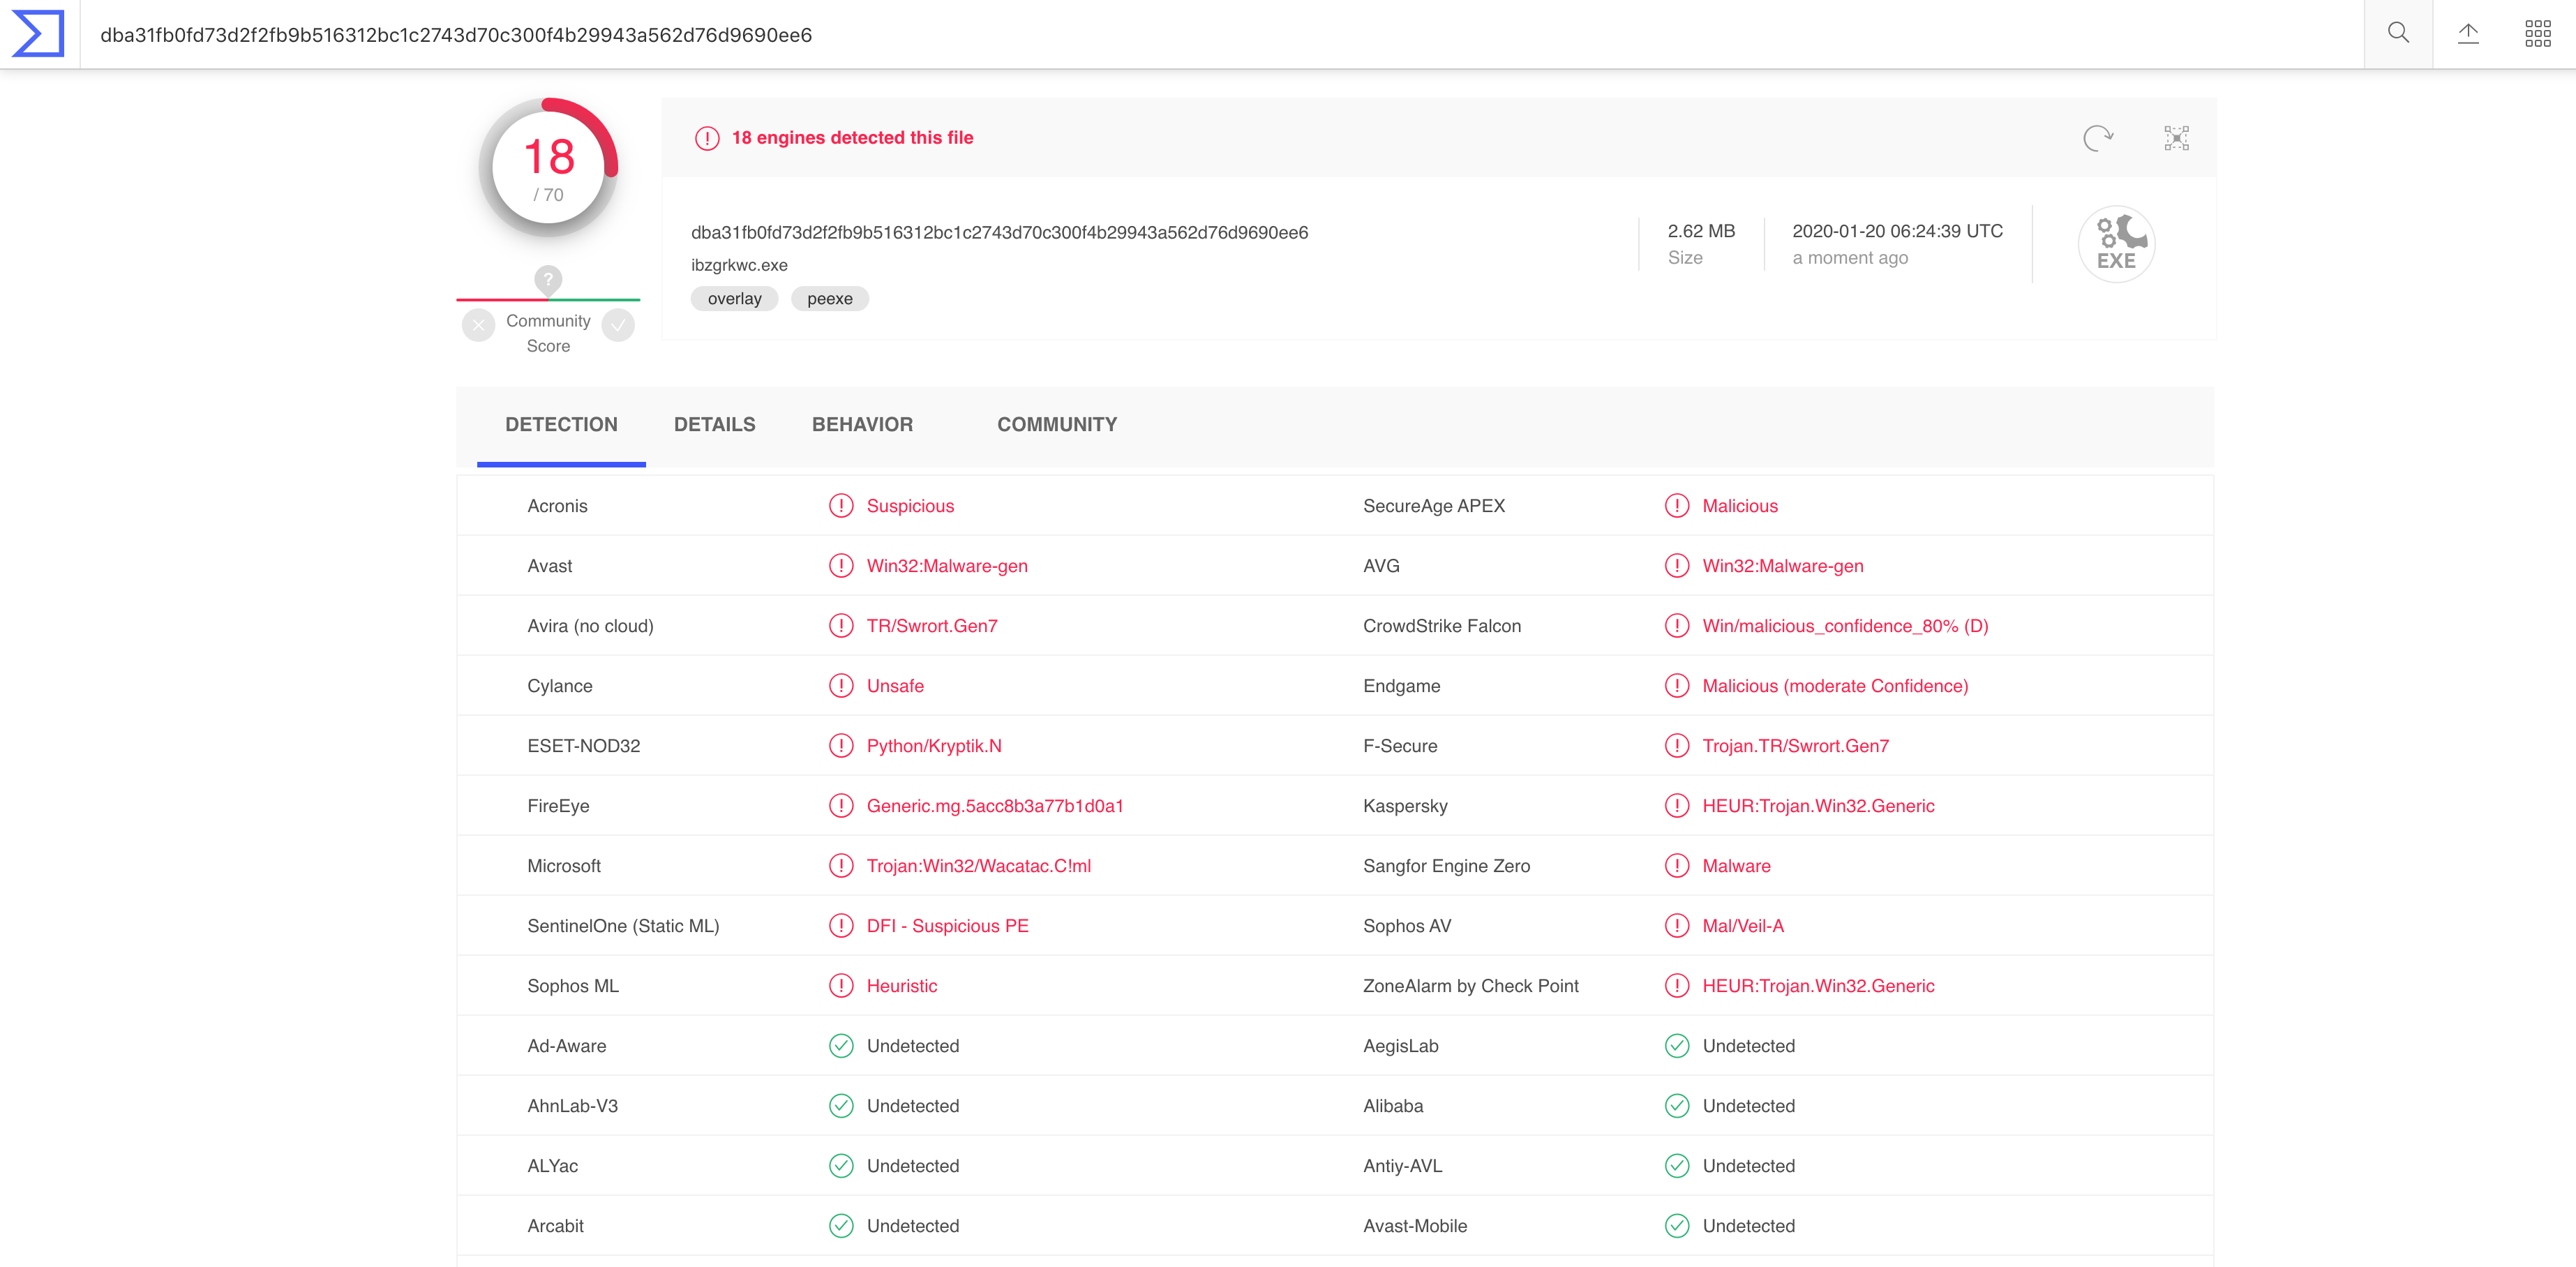 dba31fb0fd73d2f2fb9b516312bc1c2743d70c300f4b29943a562d76d9690ee6
18
/ 70
?
Community
Score
18 engines detected this file
dba31fb0fd73d2f2fb9b516312bc1c2743d70c300f4b29943a562d76d9690ee6
ibzgrkwc.exe
overlay peexe
2.62 MB
Size
2020-01-20 06:24:39 UTC
a moment ago
EXE
DETECTION DETAILS BEHAVIOR COMMUNITY
Acronis Suspicious SecureAge APEX Malicious
Avast Win32:Malware-gen AVG Win32:Malware-gen
Avira (no cloud) TR/Swrort.Gen7 CrowdStrike Falcon Win/malicious_confidence_80% (D)
Cylance Unsafe Endgame Malicious (moderate Confidence)
ESET-NOD32 Python/Kryptik.N F-Secure Trojan.TR/Swrort.Gen7
FireEye Generic.mg.5acc8b3a77b1d0a1 Kaspersky HEUR:Trojan.Win32.Generic
Microsoft Trojan:Win32/Wacatac.C!ml Sangfor Engine Zero Malware
SentinelOne (Static ML) DFI - Suspicious PE Sophos AV Mal/Veil-A
Sophos ML Heuristic ZoneAlarm by Check Point HEUR:Trojan.Win32.Generic
Ad-Aware Undetected AegisLab Undetected
AhnLab-V3 Undetected Alibaba Undetected
ALYac Undetected Antiy-AVL Undetected
Arcabit Undetected Avast-Mobile Undetected